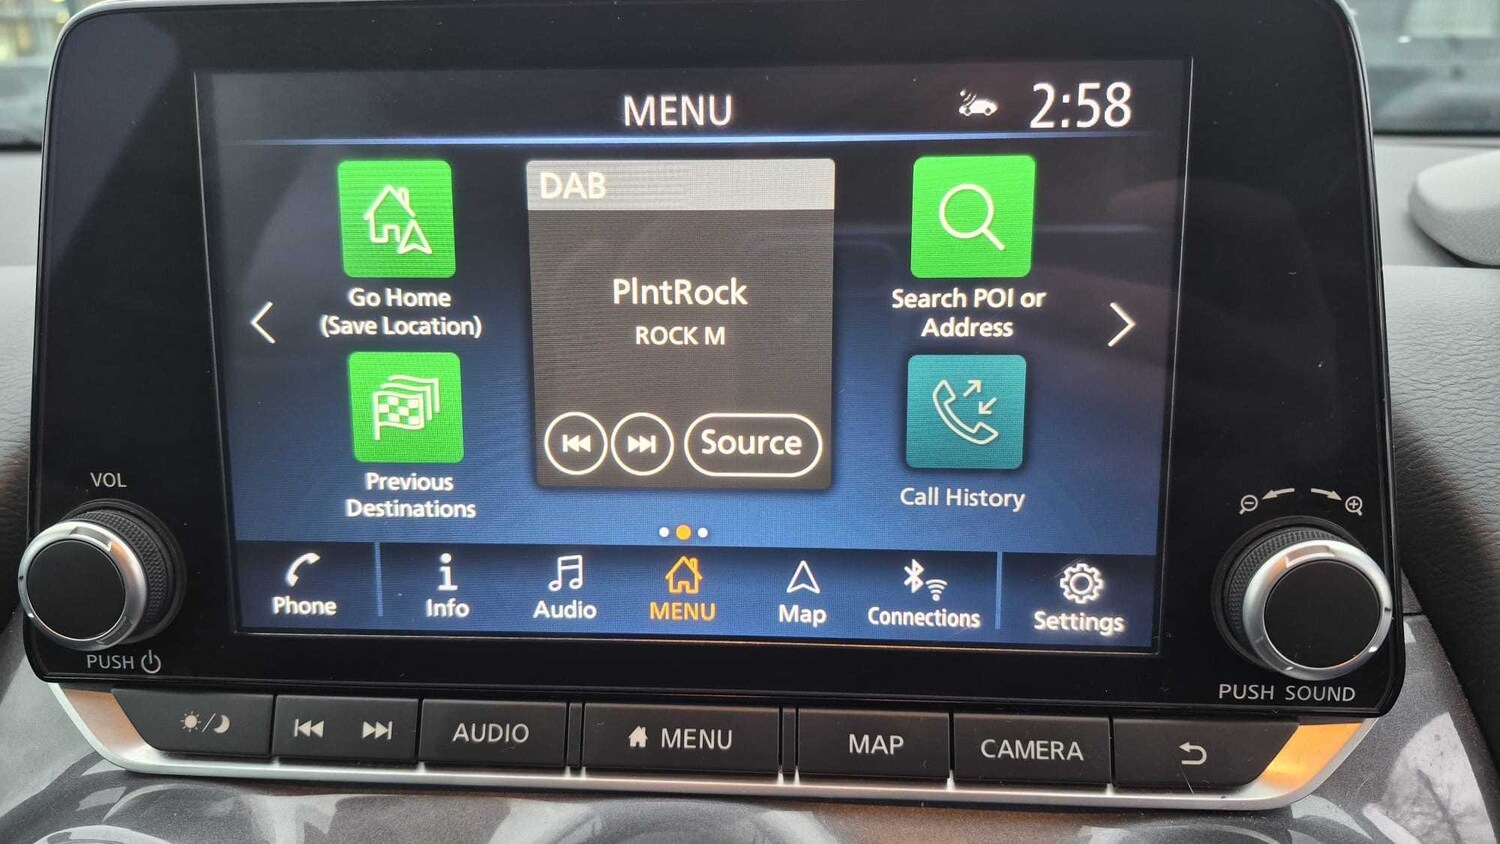 MENU
2:58
DAB
Go Home
(Save Location)
PlntRock
ROCK M
Search POI or
Address
Source
Previous
Destinations
Call History
Phone
Info
Audio
MENU
Map
Connections
Settings
VOL
PUSH
PUSH SOUND
AUDIO
MENU
MAP
CAMERA